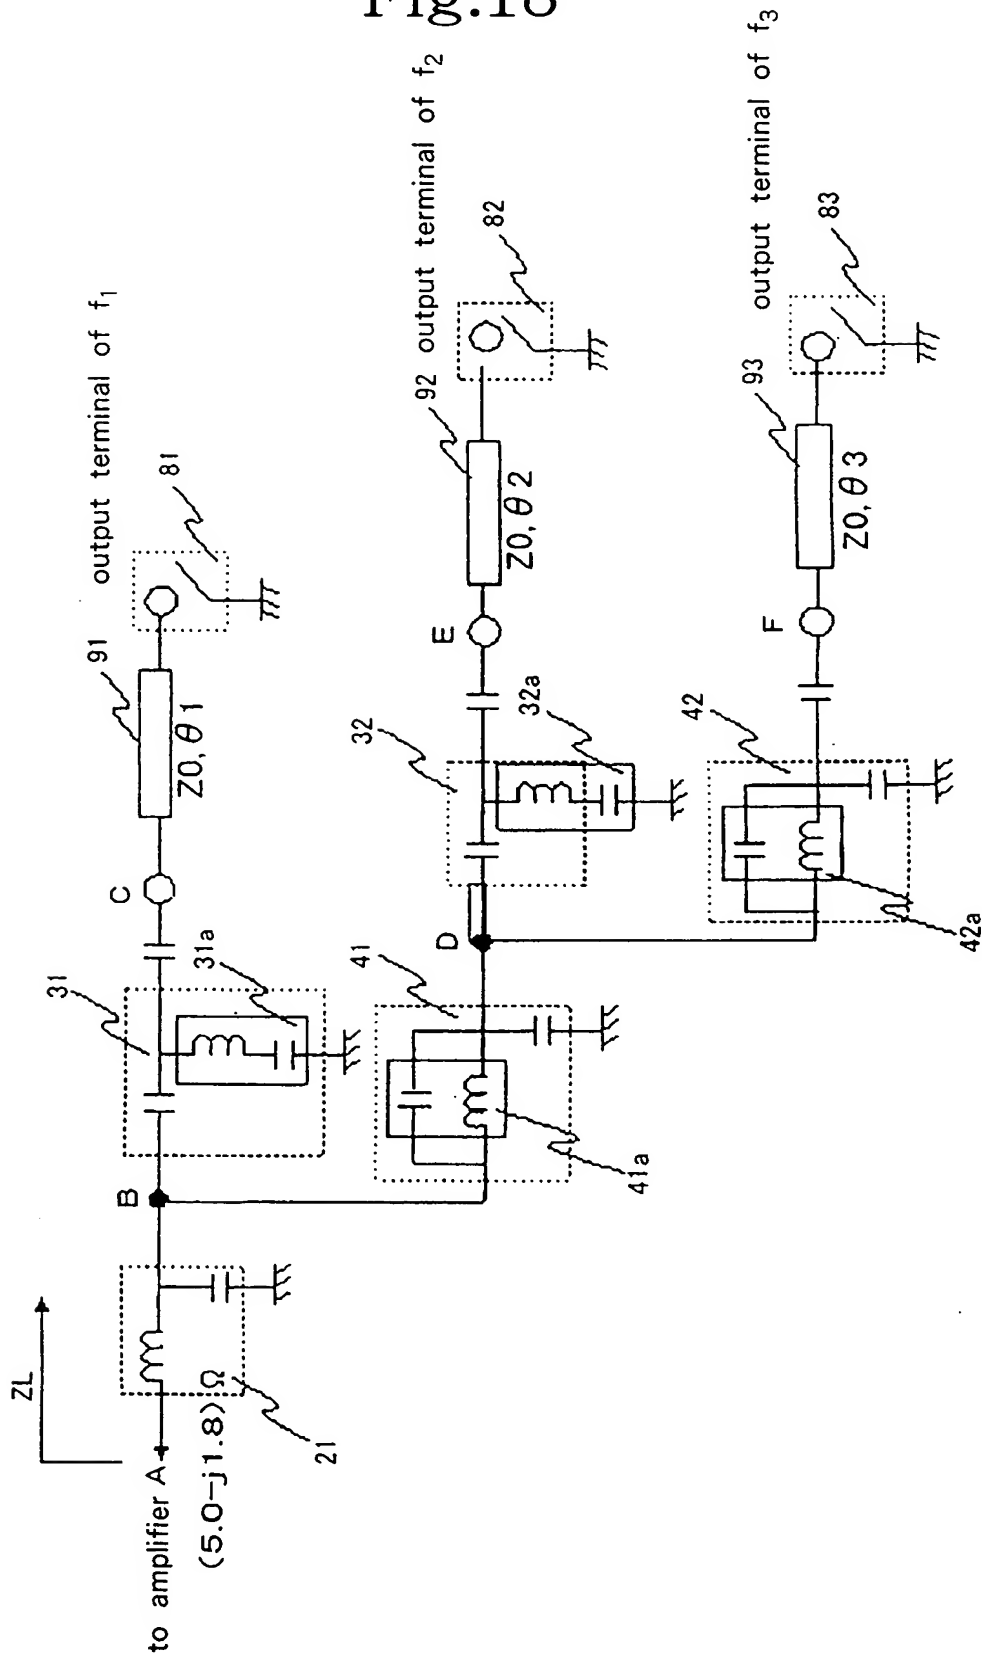 Fig.18
ZL
to amplifier A
(5.0-j1.8) Ω
21
B
31
31a
C
91
Z0, θ1
output terminal of f1
81
41
41a
D
32
32a
E
92
Z0, θ2
output terminal of f2
82
42
42a
F
93
Z0, θ3
output terminal of f3
83